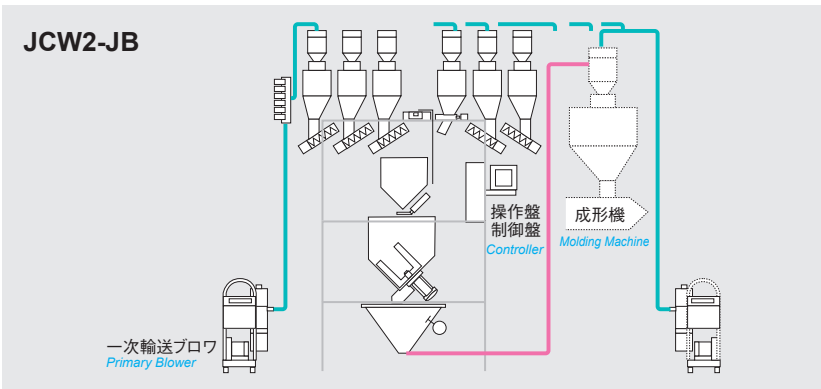 JCW2-JB
操作盤
制御盤
Controller
成形機
Molding Machine
一次輸送ブロワ
Primary Blower